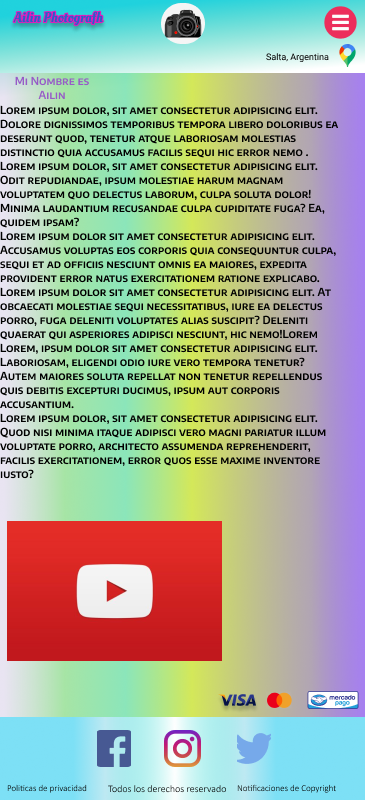 Ailin Photografh
Salta, Argentina
Mi Nombre es
Ailin
Lorem ipsum dolor, sit amet consectetur adipisicing elit.
Dolore dignissimos temporibus tempora libero doloribus ea
deserunt quod, tenetur atque laboriosam molestias
distinctio quia accusamus facilis sequi hic error nemo .
Lorem ipsum dolor, sit amet consectetur adipisicing elit.
Odit repudiandae, ipsum molestiae harum magnam
voluptatem quo delectus laborum, culpa soluta dolor!
Minima laudantium recusandae culpa cupiditate fuga? Ea,
quidem ipsam?
Lorem ipsum dolor sit amet consectetur adipisicing elit.
Accusamus voluptas eos corporis quia consequuntur culpa,
sequi et ad officiis nesciunt omnis ea maiores, expedita
provident error natus exercitationem ratione explicabo.
Lorem ipsum dolor sit amet consectetur adipisicing elit. At
obcaecati molestiae sequi necessitatibus, iure ea delectus
porro, fuga deleniti voluptates alias suscipit? Deleniti
quaerat qui asperiores adipisci nesciunt, hic nemo!Lorem
Lorem, ipsum dolor sit amet consectetur adipisicing elit.
Laboriosam, eligendi odio iure vero tempora tenetur?
Autem maiores soluta repellat non tenetur repellendus
quis debitis excepturi ducimus, ipsum aut corporis
accusantium.
Lorem ipsum dolor, sit amet consectetur adipisicing elit.
Quod nisi minima itaque adipisci vero magni pariatur illum
voluptate porro, architecto assumenda reprehenderit,
facilis exercitationem, error quos esse maxime inventore
iusto?
VISA
mercado
pago
Politicas de privacidad
Todos los derechos reservado
Notificaciones de Copyright